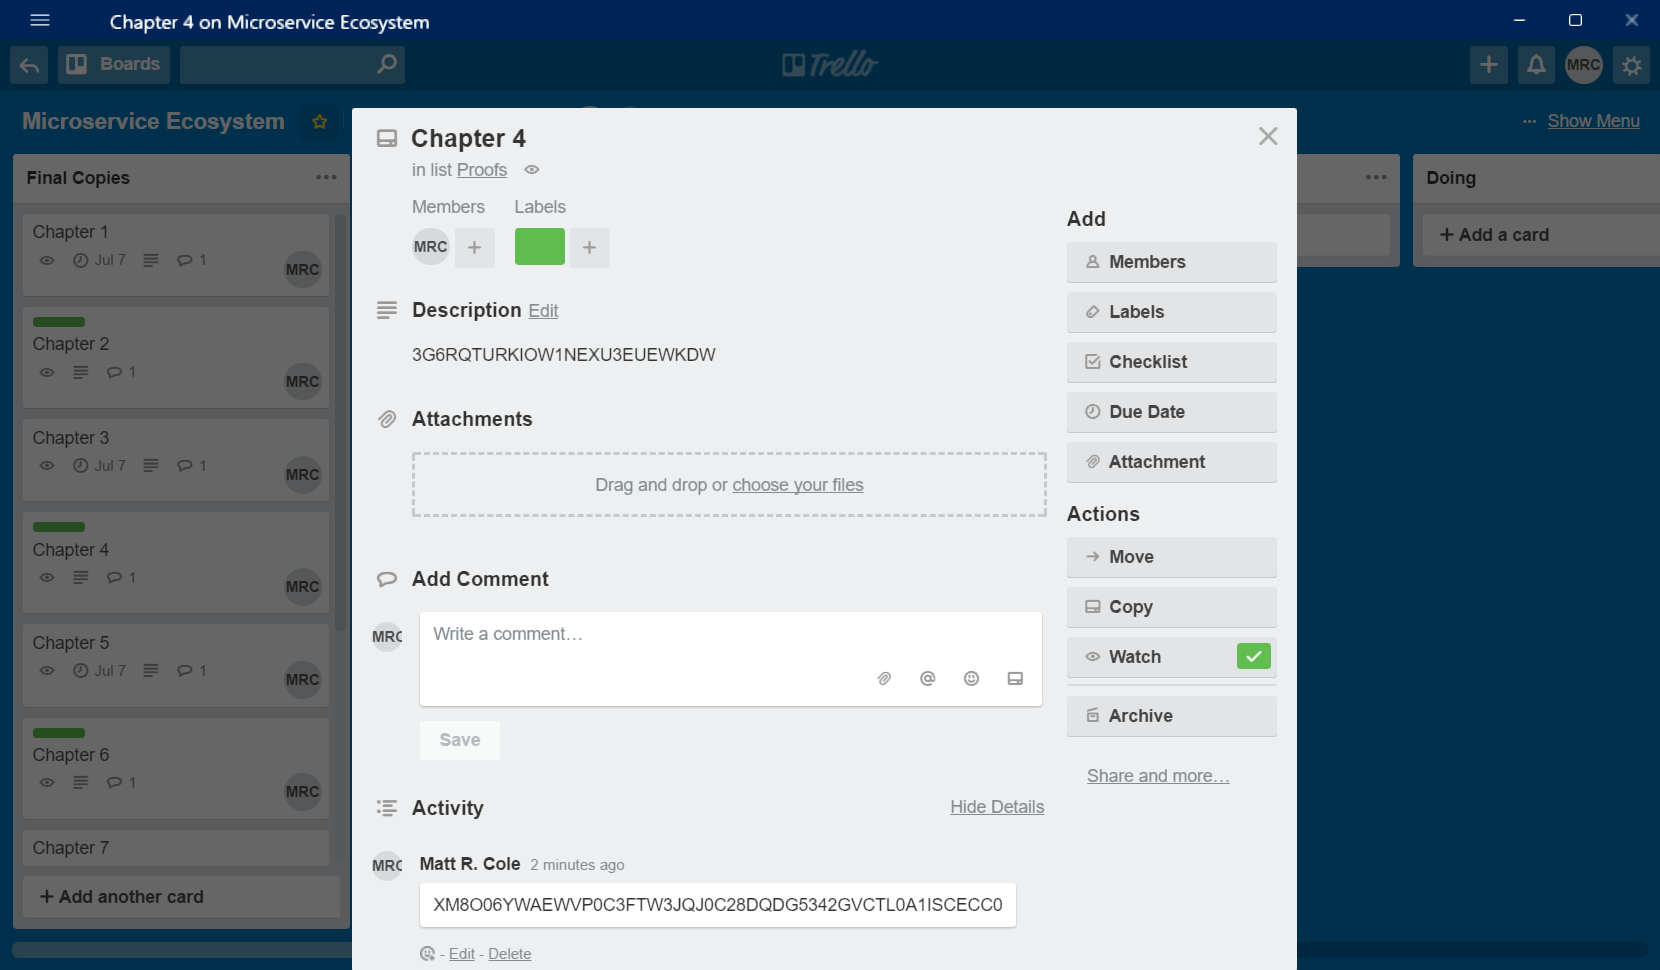 Chapter 4 on Microservice Ecosystem
Boards
Trello
MRC
Microservice Ecosystem
Show Menu
Final Copies
Chapter 1
Jul 7
1
MRC
Chapter 2
1
MRC
Chapter 3
Jul 7
1
MRC
Chapter 4
1
MRC
Chapter 5
Jul 7
1
MRC
Chapter 6
1
MRC
Chapter 7
+ Add another card
Chapter 4
in list Proofs
Members Labels
MRC + +
Description Edit
3G6RQTURKIOW1NEXU3EUEWKDW
Attachments
Drag and drop or choose your files
Add Comment
MRC
Write a comment…
@
Save
Activity
Hide Details
MRC
Matt R. Cole 2 minutes ago
XM8O06YWAEWVP0C3FTW3JQJ0C28DQDG5342GVCTL0A1ISCECC0
- Edit - Delete
Add
Members
Labels
Checklist
Due Date
Attachment
Actions
Move
Copy
Watch
Archive
Share and more…
Doing
+ Add a card